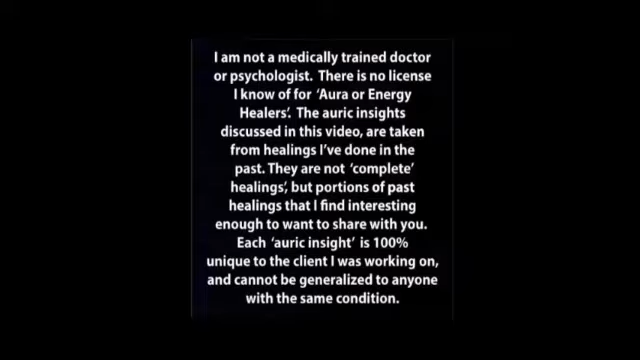 I am not a medically trained doctor
or psychologist. There is no license
I know of for 'Aura or Energy
Healers'. The auric insights
discussed in this video, are taken
from healings I've done in the
past. They are not 'complete'
healings', but portions of past
healings that I find interesting
enough to want to share with you.
Each 'auric insight' is 100%
unique to the client I was working on,
and cannot be generalized to anyone
with the same condition.